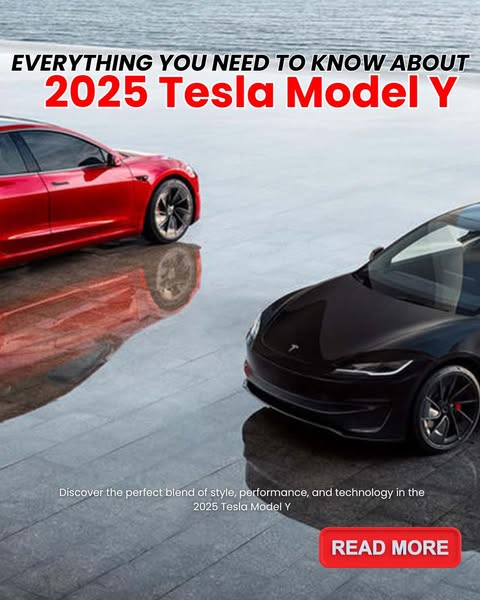 EVERYTHING YOU NEED TO KNOW ABOUT
2025 Tesla Model Y
Discover the perfect blend of style, performance, and technology in the
2025 Tesla Model Y
READ MORE